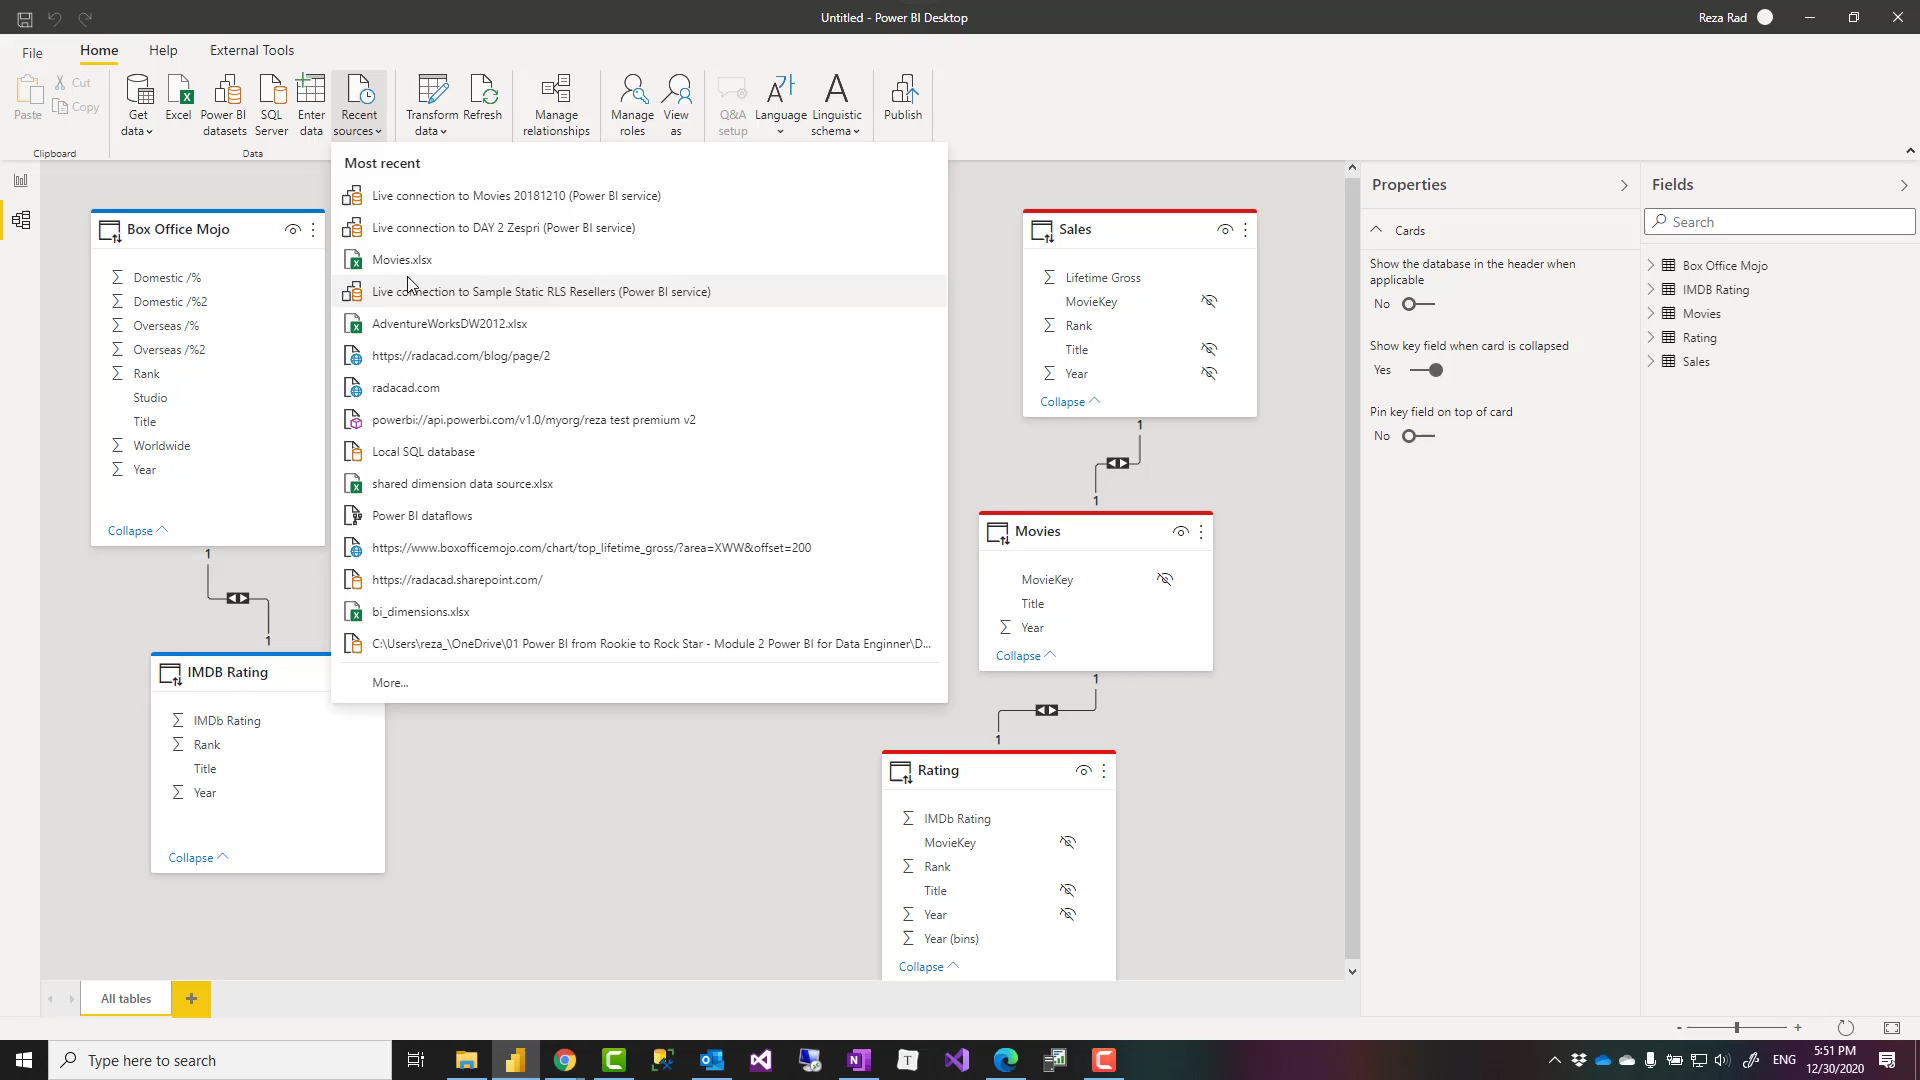 Untitled - Power BI Desktop
Reza Rad
File
Home
Help
External Tools
Paste
Cut
Copy
Clipboard
Get data
Excel
Power BI datasets
SQL Server
Enter data
Recent sources
Data
Transform data
Refresh
Manage relationships
Manage roles
View as
Q&A setup
Language
Linguistic schema
Publish
Most recent
Live connection to Movies 20181210 (Power BI service)
Live connection to DAY 2 Zespri (Power BI service)
Movies.xlsx
Live connection to Sample Static RLS Resellers (Power BI service)
AdventureWorksDW2012.xlsx
https://radacad.com/blog/page/2
radacad.com
powerbi://api.powerbi.com/v1.0/myorg/reza test premium v2
Local SQL database
shared dimension data source.xlsx
Power BI dataflows
https://www.boxofficemojo.com/chart/top_lifetime_gross/?area=XWW&offset=200
https://radacad.sharepoint.com/
bi_dimensions.xlsx
C:\Users\reza_\OneDrive\01 Power BI from Rookie to Rock Star - Module 2 Power BI for Data Enginner\D...
More...
Box Office Mojo
Domestic /%
Domestic /%2
Overseas /%
Overseas /%2
Rank
Studio
Title
Worldwide
Year
Collapse
1
1
IMDB Rating
IMDb Rating
Rank
Title
Year
Collapse
Sales
Lifetime Gross
MovieKey
Rank
Title
Year
Collapse
1
1
Movies
MovieKey
Title
Year
Collapse
1
1
Rating
IMDb Rating
MovieKey
Rank
Title
Year
Year (bins)
Collapse
Properties
Cards
Show the database in the header when applicable
No
Show key field when card is collapsed
Yes
Pin key field on top of card
No
Fields
Search
Box Office Mojo
IMDB Rating
Movies
Rating
Sales
All tables
Type here to search
ENG
5:51 PM
12/30/2020